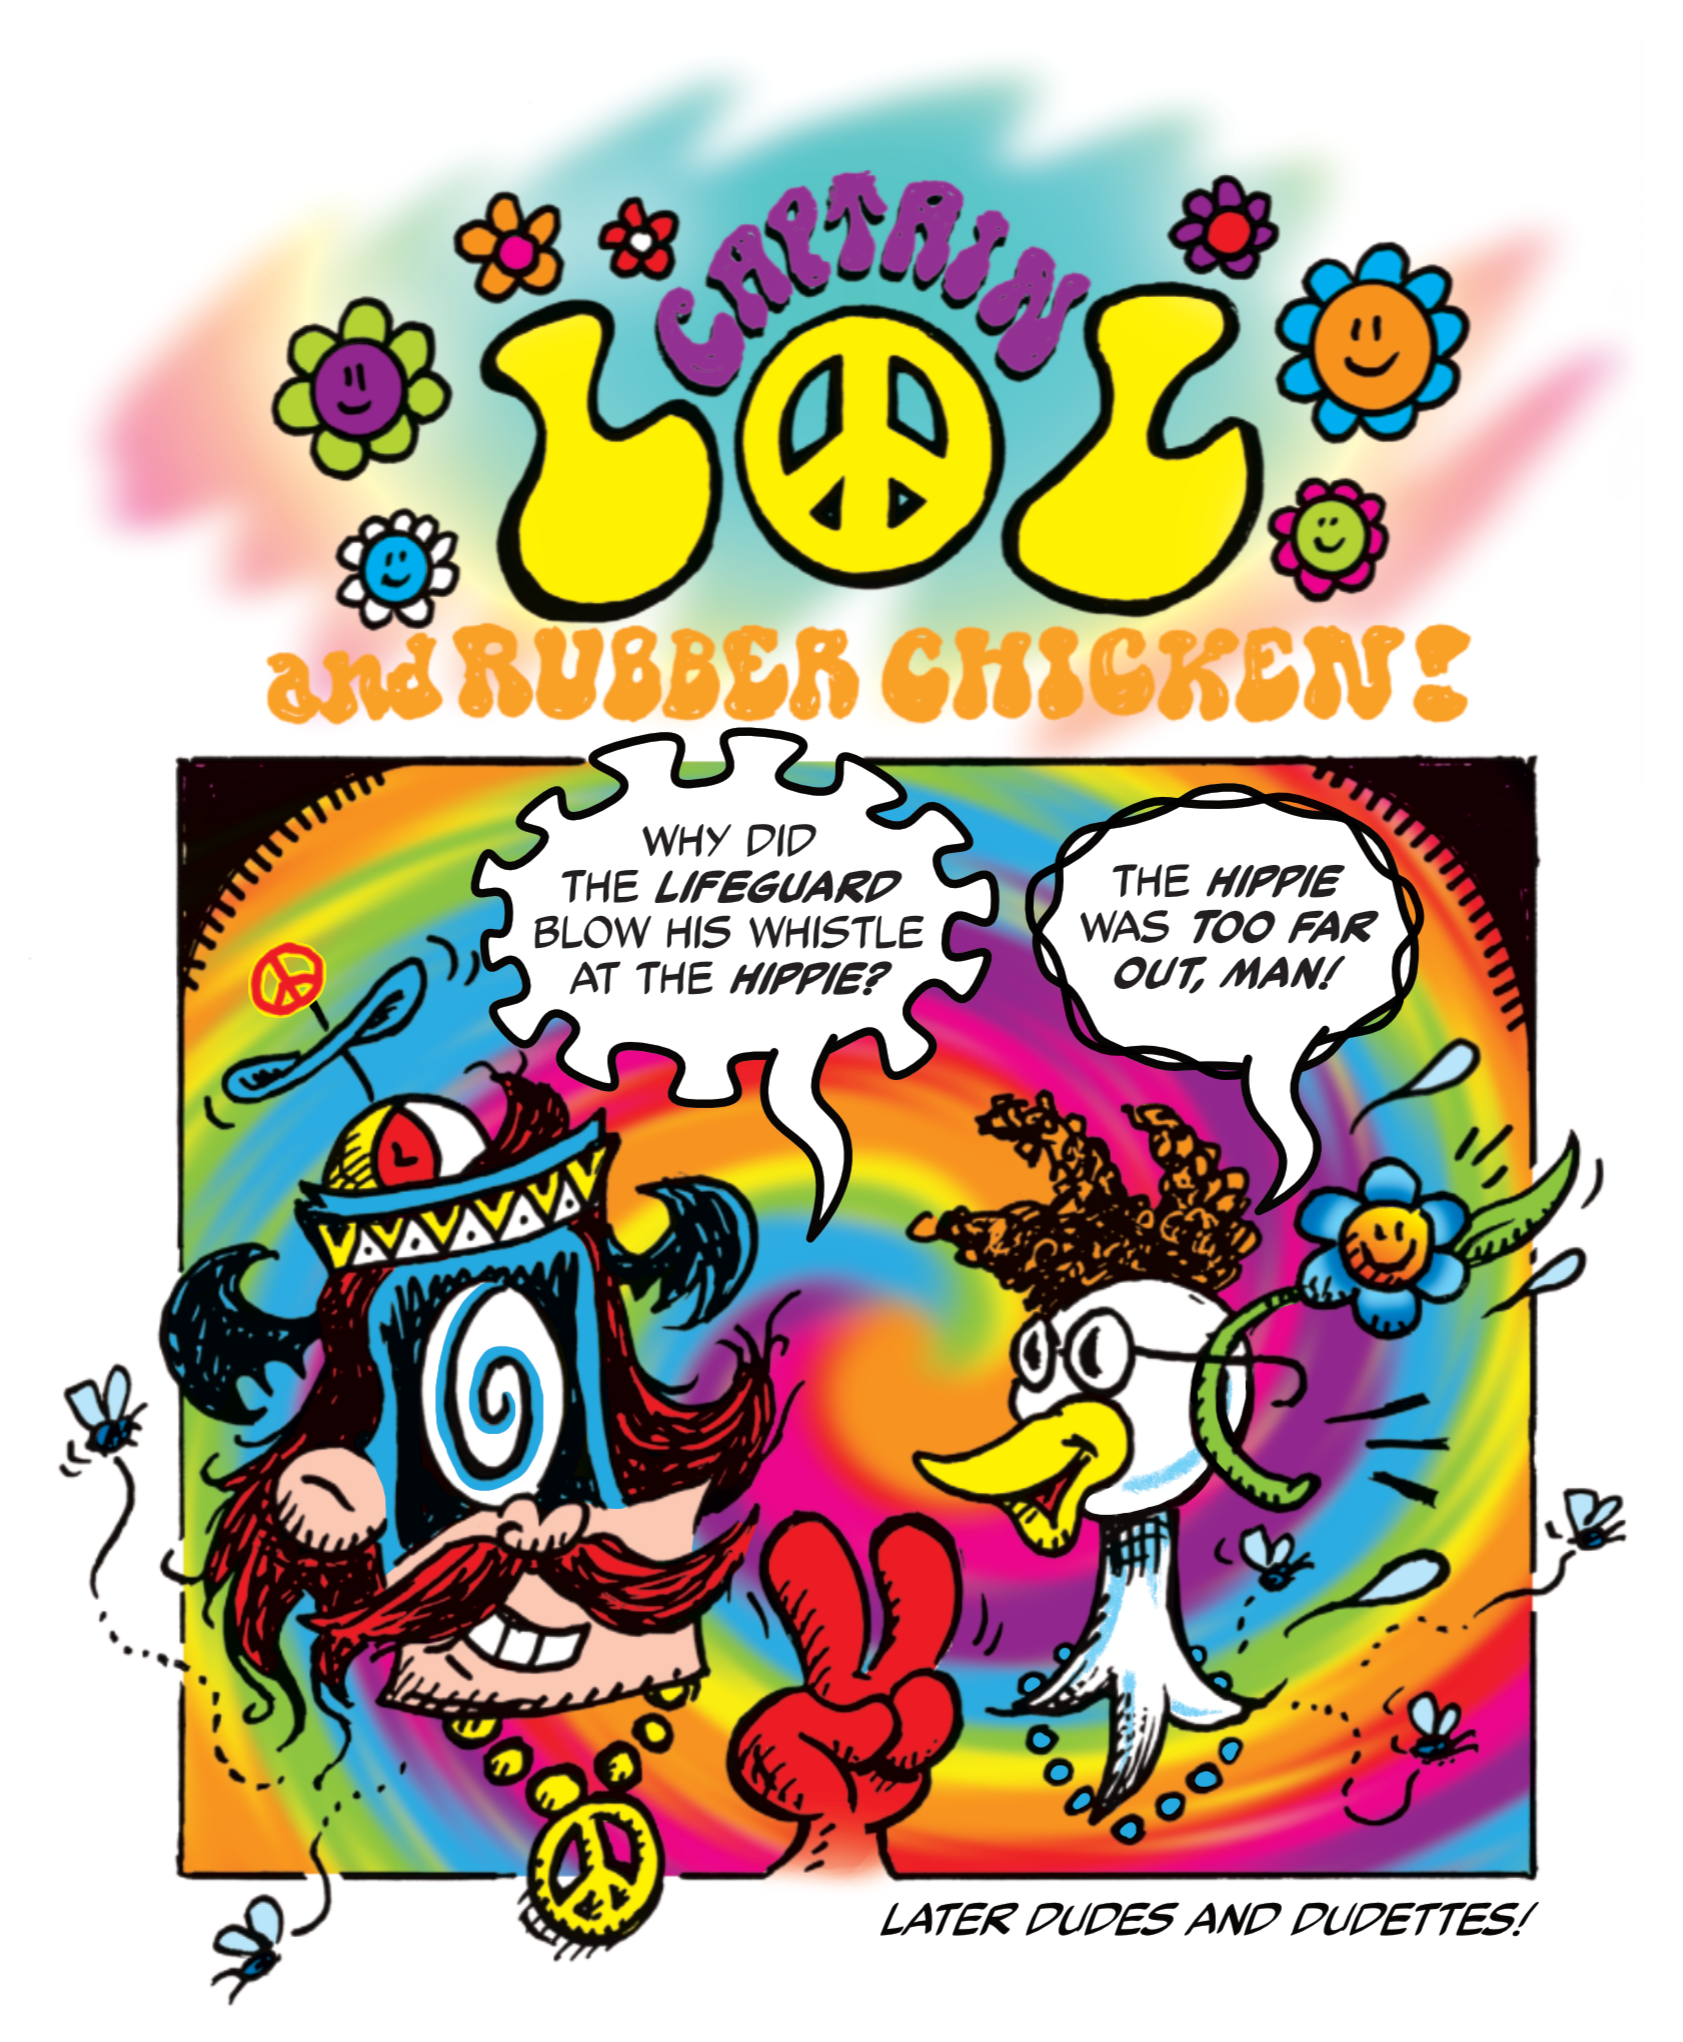 CAPTAIN
LOL
and RUBBER CHICKEN!
WHY DID
THE LIFEGUARD
BLOW HIS WHISTLE
AT THE HIPPIE?
THE HIPPIE
WAS TOO FAR
OUT, MAN!
L
LATER DUDES AND DUDETTES!